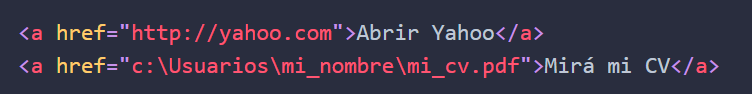 <a href="http://yahoo.com">Abrir Yahoo</a>
<a href="c:\Usuarios\mi_nombre\mi_cv.pdf">Mirá mi CV</a>